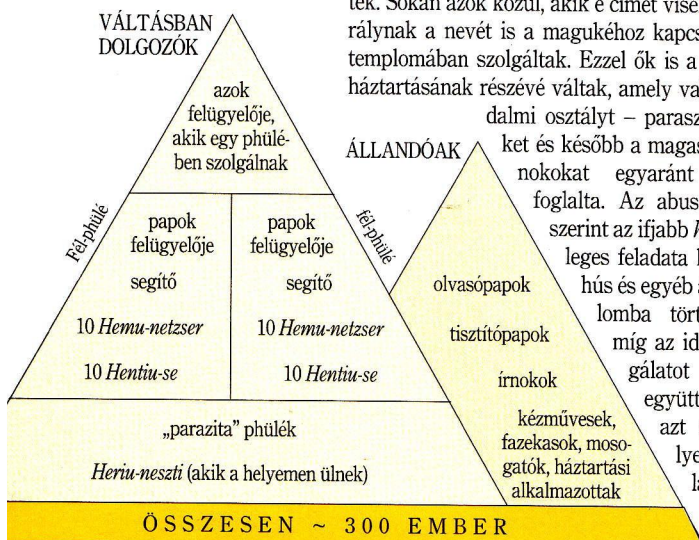 VÁLTÁSBAN
DOLGOZÓK
azok
felügyelője,
akik egy phülé-
ben szolgálnak
Fél-phülé
fél-phülé
papok
felügyelője
segítő
10 Hemu-netzser
10 Hentiu-se
papok
felügyelője
segítő
10 Hemu-netzser
10 Hentiu-se
„parazita” phülék
Heriu-neszti (akik a helyemen ülnek)
ÁLLANDÓAK
olvasópapok
tisztítópapok
írnokok
kézművesek,
fazekasok, moso-
gatók, háztartási
alkalmazottak
ÖSSZESEN ~ 300 EMBER
tek. Sokan azok közül, akik e címet vise
rálynak a nevét is a magukéhoz kapcs
templomában szolgáltak. Ezzel ők is a
háztartásának részévé váltak, amely va
dalmi osztályt – parasz
ket és később a magas
nokokat egyaránt
foglalta. Az abus
szerint az ifjabb
leges feladata
hús és egyéb
lomba tört
míg az id
gálatot
együtt
azt
lye